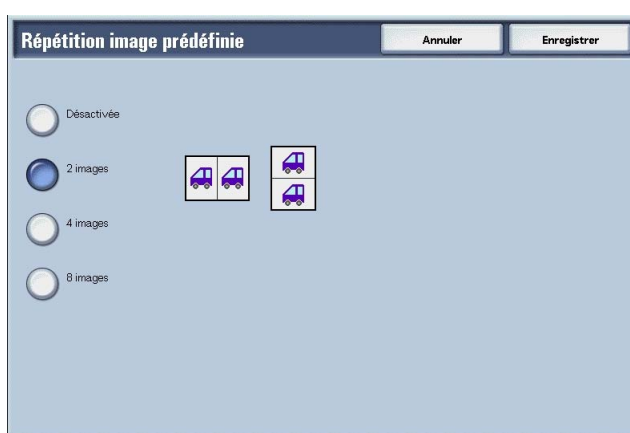 Répétition image prédéfinie
Annuler
Enregistrer
Désactivée
2 images
4 images
8 images